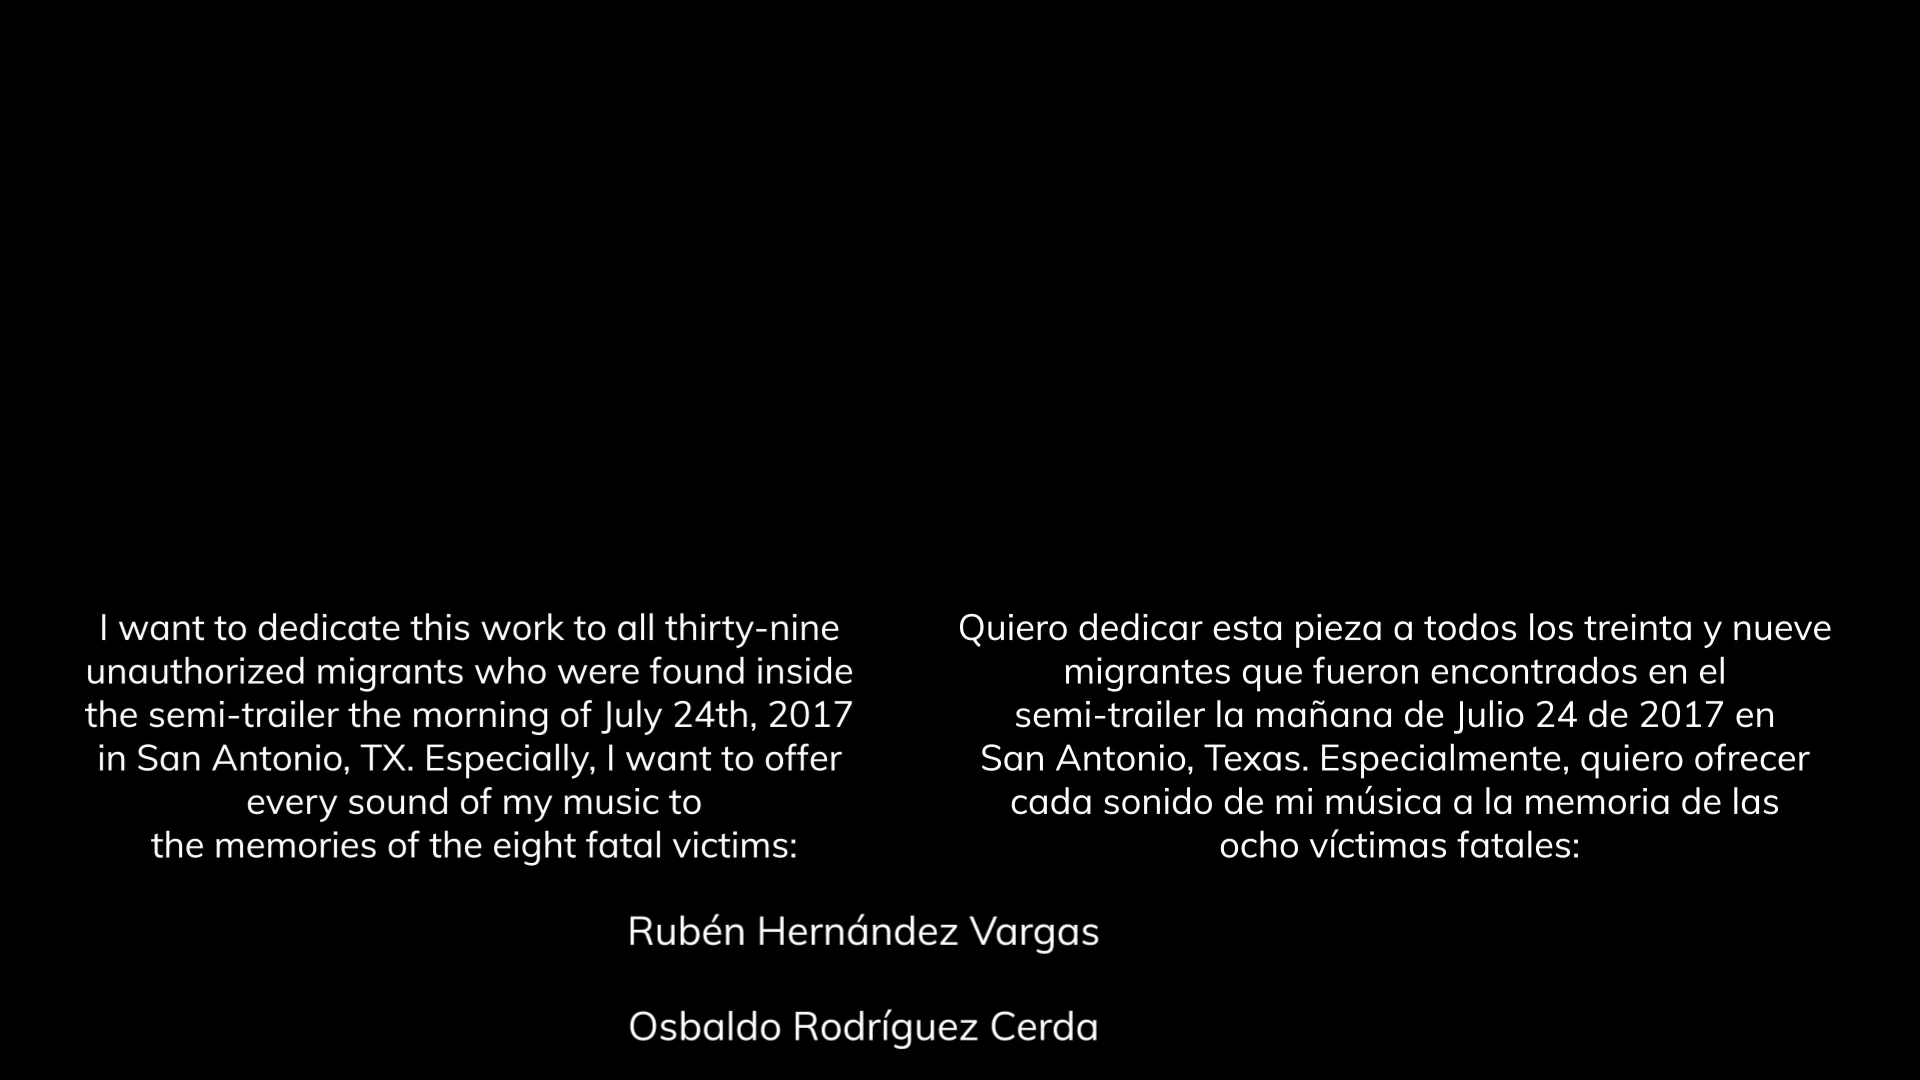 I want to dedicate this work to all thirty-nine
unauthorized migrants who were found inside
the semi-trailer the morning of July 24th, 2017
in San Antonio, TX. Especially, I want to offer
every sound of my music to
the memories of the eight fatal victims:
Quiero dedicar esta pieza a todos los treinta y nueve
migrantes que fueron encontrados en el
semi-trailer la mañana de Julio 24 de 2017 en
San Antonio, Texas. Especialmente, quiero ofrecer
cada sonido de mi música a la memoria de las
ocho víctimas fatales:
Rubén Hernández Vargas
Osbaldo Rodríguez Cerda